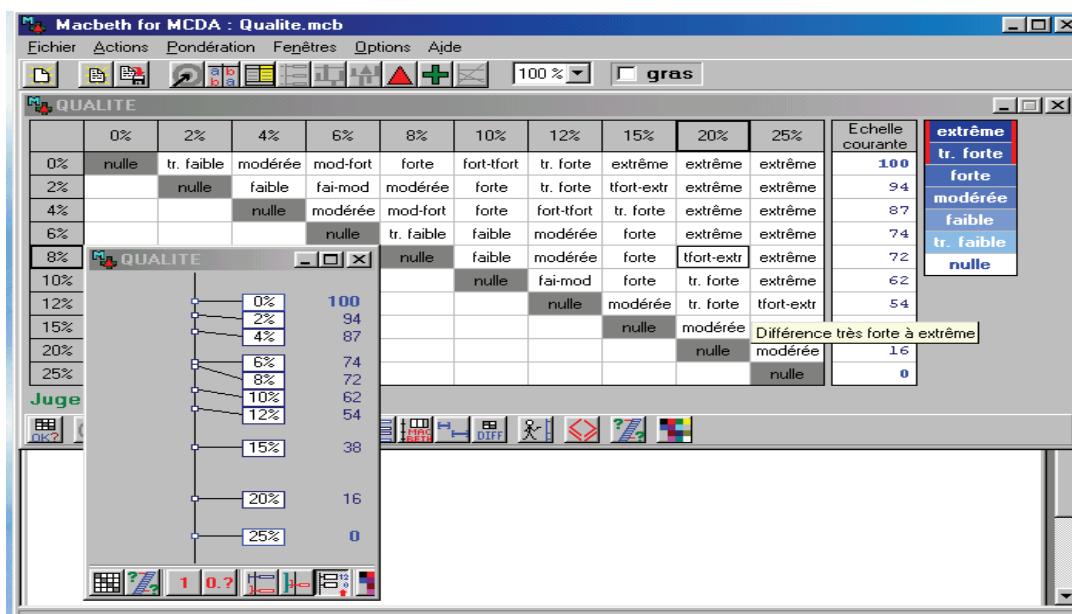 Macbeth for MCDA : Qualite.mcb
Fichier Actions Pondération Fenêtres Options Aide
100 % gras
QUALITE
0% 2% 4% 6% 8% 10% 12% 15% 20% 25% Echelle courante
0% nulle tr. faible modérée mod-fort forte fort-tfort tr. forte extrême extrême extrême 100
2% nulle faible fai-mod modérée forte tr. forte tfort-extr extrême extrême 94
4% nulle modérée mod-fort forte fort-tfort tr. forte extrême extrême 87
6% nulle tr. faible faible modérée forte extrême extrême 74
8% nulle faible modérée forte tfort-extr extrême 72
10% nulle fai-mod forte tr. forte extrême 62
12% nulle modérée tr. forte tfort-extr 54
15% nulle modérée
Différence très forte à extrême
20% nulle modérée 16
25% nulle 0
extrême
tr. forte
forte
modérée
faible
tr. faible
nulle
Juge
OK? MAC BETH DIFF
QUALITE
0% 100
2% 94
4% 87
6% 74
8% 72
10% 62
12% 54
15% 38
20% 16
25% 0
1 0.?